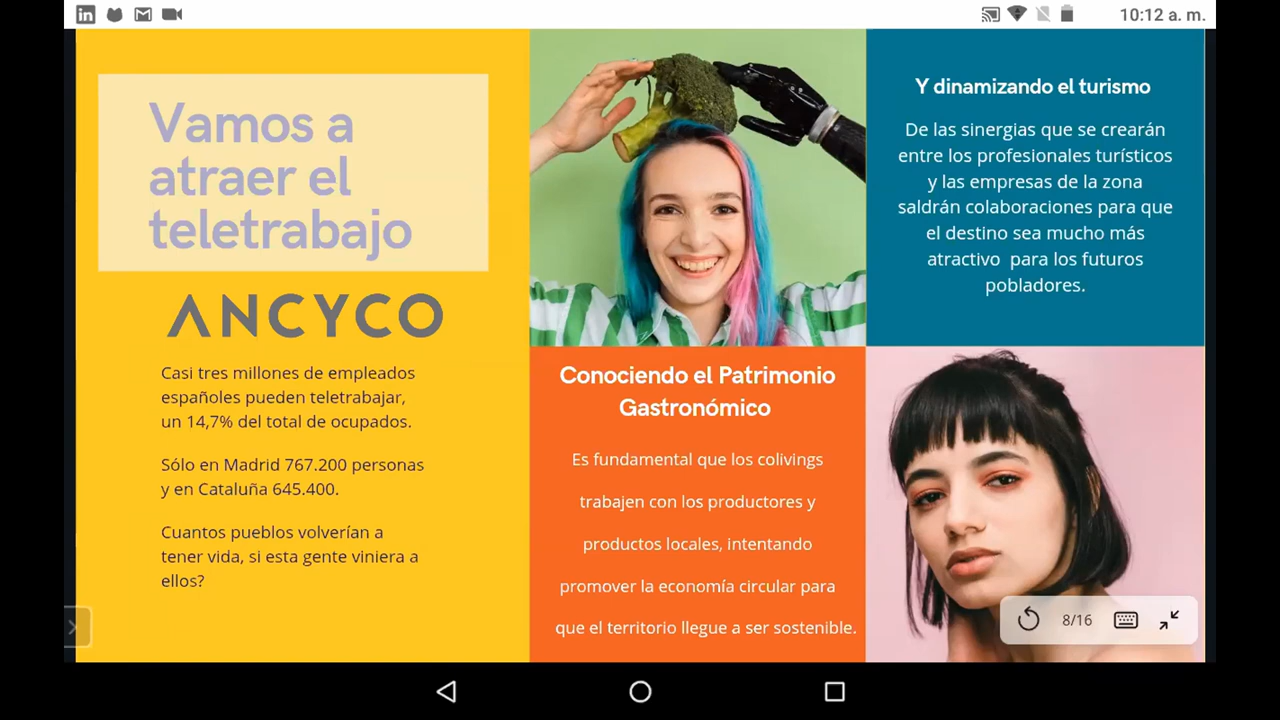 10:12 a. m.
Vamos a
atraer el
teletrabajo
ANCYCO
Casi tres millones de empleados
españoles pueden teletrabajar,
un 14,7% del total de ocupados.
Sólo en Madrid 767.200 personas
y en Cataluña 645.400.
Cuantos pueblos volverían a
tener vida, si esta gente viniera a
ellos?
Conociendo el Patrimonio
Gastronómico
Es fundamental que los colivings
trabajen con los productores y
productos locales, intentando
promover la economía circular para
que el territorio llegue a ser sostenible.
Y dinamizando el turismo
De las sinergias que se crearán
entre los profesionales turísticos
y las empresas de la zona
saldrán colaboraciones para que
el destino sea mucho más
atractivo para los futuros
pobladores.
8/16